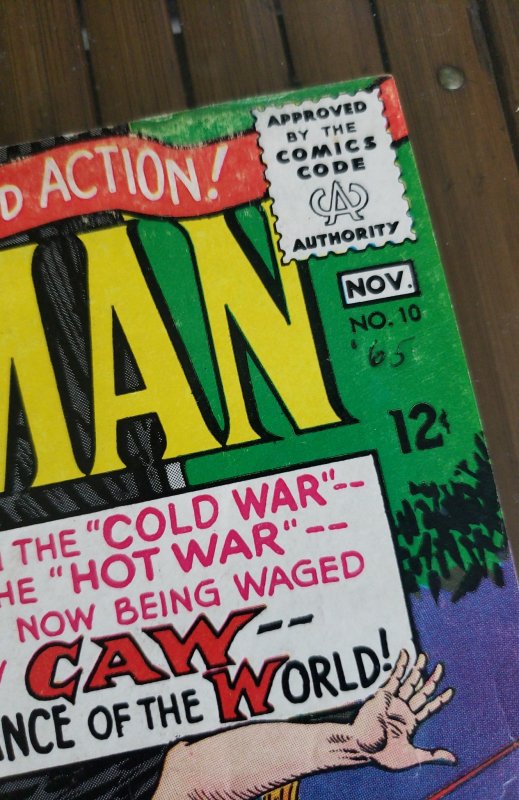 D ACTION!
APPROVED
BY THE
COMICS
CODE
CA
AUTHORITY
MAN
NOV.
NO. 10
'65
12¢
THE "COLD WAR"--
HE "HOT WAR"--
NOW BEING WAGED
CAW--
NCE OF THE WORLD!